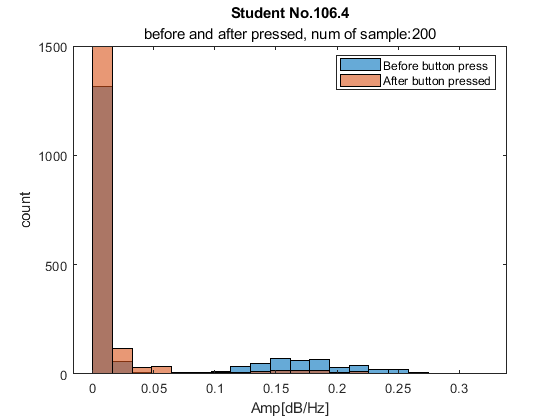 Student No.106.4
before and after pressed, num of sample:200
Before button press
After button pressed
1500
1000
500
0
count
0 0.05 0.1 0.15 0.2 0.25 0.3
Amp[dB/Hz]